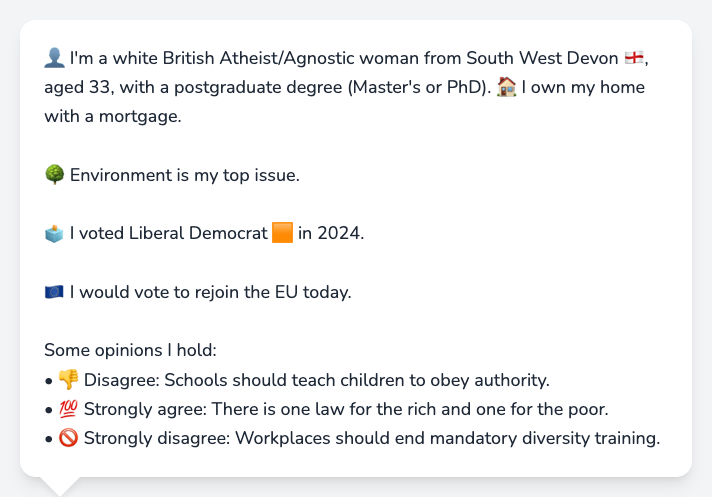 👤 I'm a white British Atheist/Agnostic woman from South West Devon 🏴󠁧󠁢󠁥󠁮󠁧󠁿,
aged 33, with a postgraduate degree (Master's or PhD). 🏠 I own my home
with a mortgage.
🌳 Environment is my top issue.
🗳️ I voted Liberal Democrat 🟧 in 2024.
🇪🇺 I would vote to rejoin the EU today.
Some opinions I hold:
• 👎 Disagree: Schools should teach children to obey authority.
• 💯 Strongly agree: There is one law for the rich and one for the poor.
• 🚫 Strongly disagree: Workplaces should end mandatory diversity training.